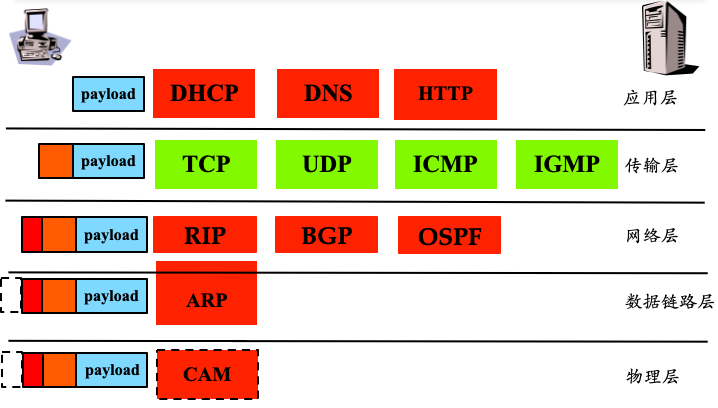 payload DHCP DNS HTTP 应用层
payload TCP UDP ICMP IGMP 传输层
payload RIP BGP OSPF 网络层
payload ARP 数据链路层
payload CAM 物理层